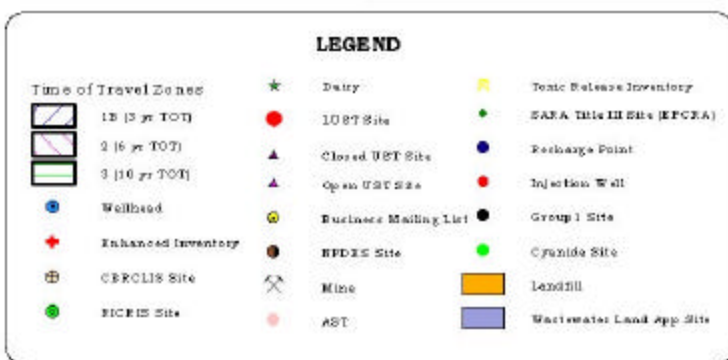 LEGEND
Time of Travel Zones
1B (3 yr TOT)
2 (6 yr TOT)
3 (10 yr TOT)
Wellhead
Enhanced Inventory
CERCLIS Site
RICRIS Site
Dairy
LUST Site
Closed UST Site
Open UST Site
Business Mailing List
NPDES Site
Mine
AST
Toxic Release Inventory
SARA Title III Site (EPCRA)
Recharge Point
Injection Well
Group 1 Site
Cyanide Site
Landfill
Wastewater Land App Site